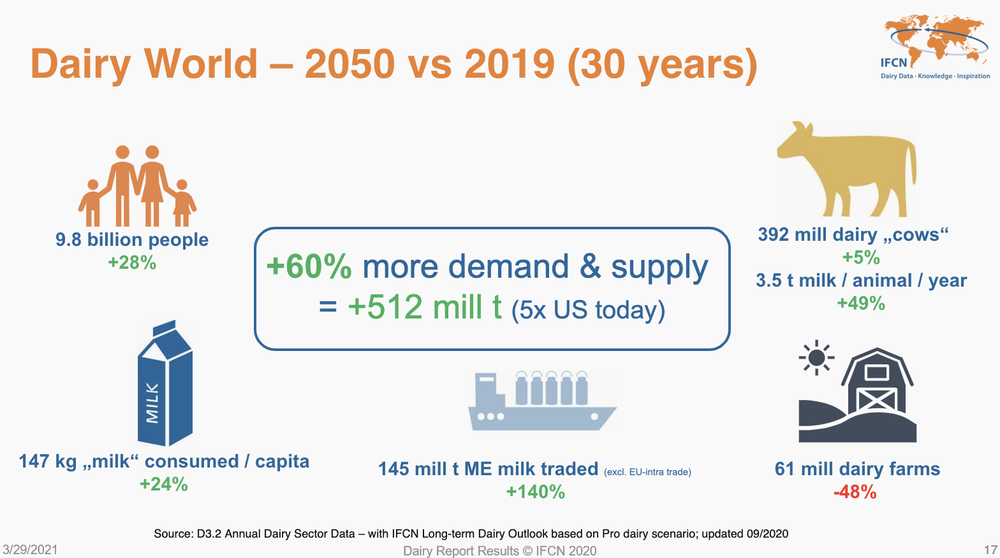 Dairy World – 2050 vs 2019 (30 years)
IFCN
Dairy Data · Knowledge · Inspiration
9.8 billion people
+28%
+60% more demand & supply
= +512 mill t (5x US today)
392 mill dairy „cows“
+5%
3.5 t milk / animal / year
+49%
MILK
147 kg „milk“ consumed / capita
+24%
145 mill t ME milk traded (excl. EU-intra trade)
+140%
61 mill dairy farms
-48%
Source: D3.2 Annual Dairy Sector Data – with IFCN Long-term Dairy Outlook based on Pro dairy scenario; updated 09/2020
3/29/2021
Dairy Report Results © IFCN 2020
17